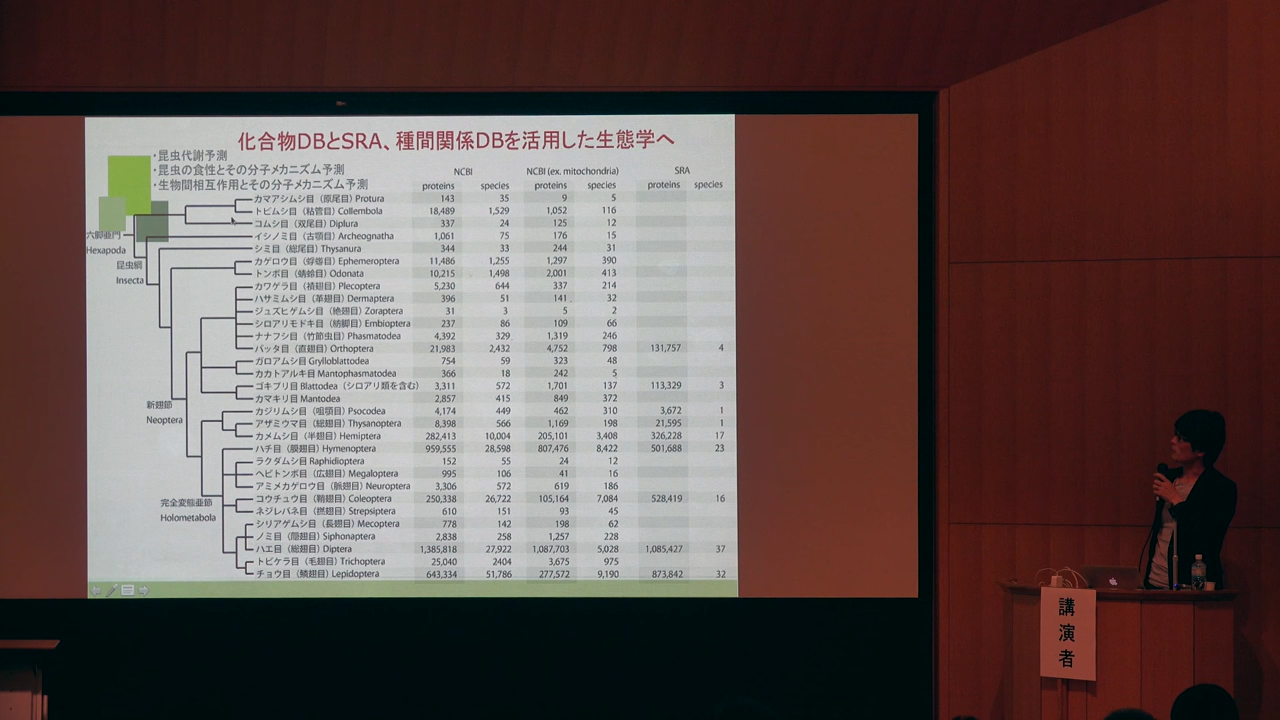 化合物DBとSRA、種間関係DBを活用した生態学へ
・昆虫代謝予測
・昆虫の食性とその分子メカニズム予測
・生物間相互作用とその分子メカニズム予測
NCBI NCBI (ex. mitochondria) SRA
proteins species proteins species proteins species
カマアシムシ目（原尾目）Protura 143 35 9 5
トビムシ目（粘管目）Collembola 18,489 1,529 1,052 116
コムシ目（双尾目）Diplura 337 24 125 12
六脚亜門
イシノミ目（古顎目）Archeognatha 1,061 75 176 15
Hexapoda
シミ目（総尾目）Thysanura 344 33 244 31
昆虫綱
カゲロウ目（蜉蝣目）Ephemeroptera 11,486 1,255 1,297 390
トンボ目（蜻蛉目）Odonata 10,215 1,498 2,001 413
Insecta
カワゲラ目（襀翅目）Plecoptera 5,230 644 337 214
ハサミムシ目（革翅目）Dermaptera 396 51 141 32
ジュズヒゲムシ目（絶翅目）Zoraptera 31 3 5 2
シロアリモドキ目（紡脚目）Embioptera 237 86 109 66
ナナフシ目（竹節虫目）Phasmatodea 4,392 329 1,319 246
バッタ目（直翅目）Orthoptera 21,983 2,432 4,752 798 131,757 4
ガロアムシ目 Grylloblattodea 754 59 323 48
カカトアルキ目 Mantophasmatodea 366 18 242 5
ゴキブリ目 Blattodea（シロアリ類を含む） 3,311 572 1,701 137 113,329 3
カマキリ目 Mantodea 2,857 415 849 372
新翅節
カジリムシ目（咀顎目）Psocodea 4,174 449 462 310 3,672 1
Neoptera
アザミウマ目（総翅目）Thysanoptera 8,398 566 1,169 198 21,595 1
カメムシ目（半翅目）Hemiptera 282,413 10,004 205,101 3,408 326,228 17
ハチ目（膜翅目）Hymenoptera 959,555 28,598 807,476 8,422 501,688 23
ラクダムシ目 Raphidioptera 152 55 24 12
ヘビトンボ目（広翅目）Megaloptera 995 106 41 16
アミメカゲロウ目（脈翅目）Neuroptera 3,306 572 619 186
完全変態亜節
コウチュウ目（鞘翅目）Coleoptera 250,338 26,722 105,164 7,084 528,419 16
Holometabola
ネジレバネ目（撚翅目）Strepsiptera 610 151 93 45
シリアゲムシ目（長翅目）Mecoptera 778 142 198 62
ノミ目（隠翅目）Siphonaptera 2,838 258 1,257 228
ハエ目（総翅目）Diptera 1,385,818 27,922 1,087,703 5,028 1,085,427 37
トビケラ目（毛翅目）Trichoptera 25,040 2404 3,675 975
チョウ目（鱗翅目）Lepidoptera 643,334 51,786 277,572 9,190 873,842 32
講演者